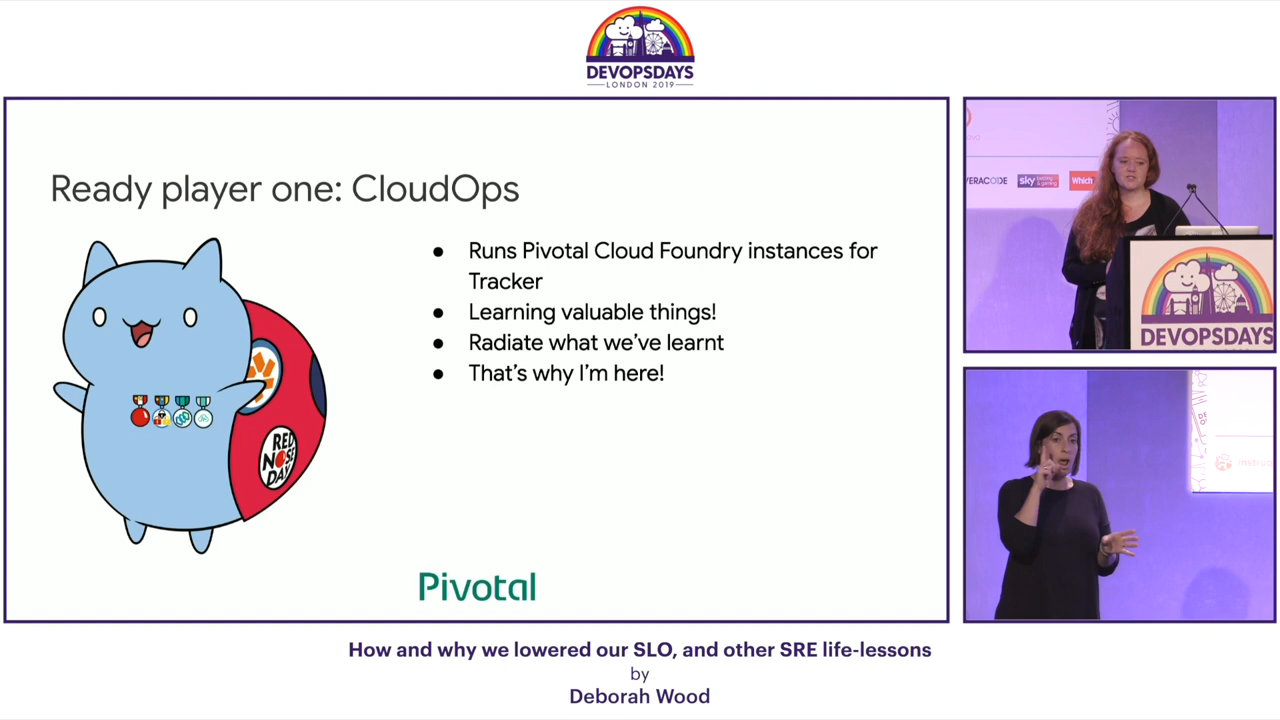 DEVOPSDAYS
LONDON 2019
Ready player one: CloudOps
● Runs Pivotal Cloud Foundry instances for
Tracker
● Learning valuable things!
● Radiate what we've learnt
● That's why I'm here!
RED
NOSE
DAY
Pivotal
VERACODE
sky betting & gaming
Which
DEVOPSDAYS
How and why we lowered our SLO, and other SRE life-lessons
by
Deborah Wood